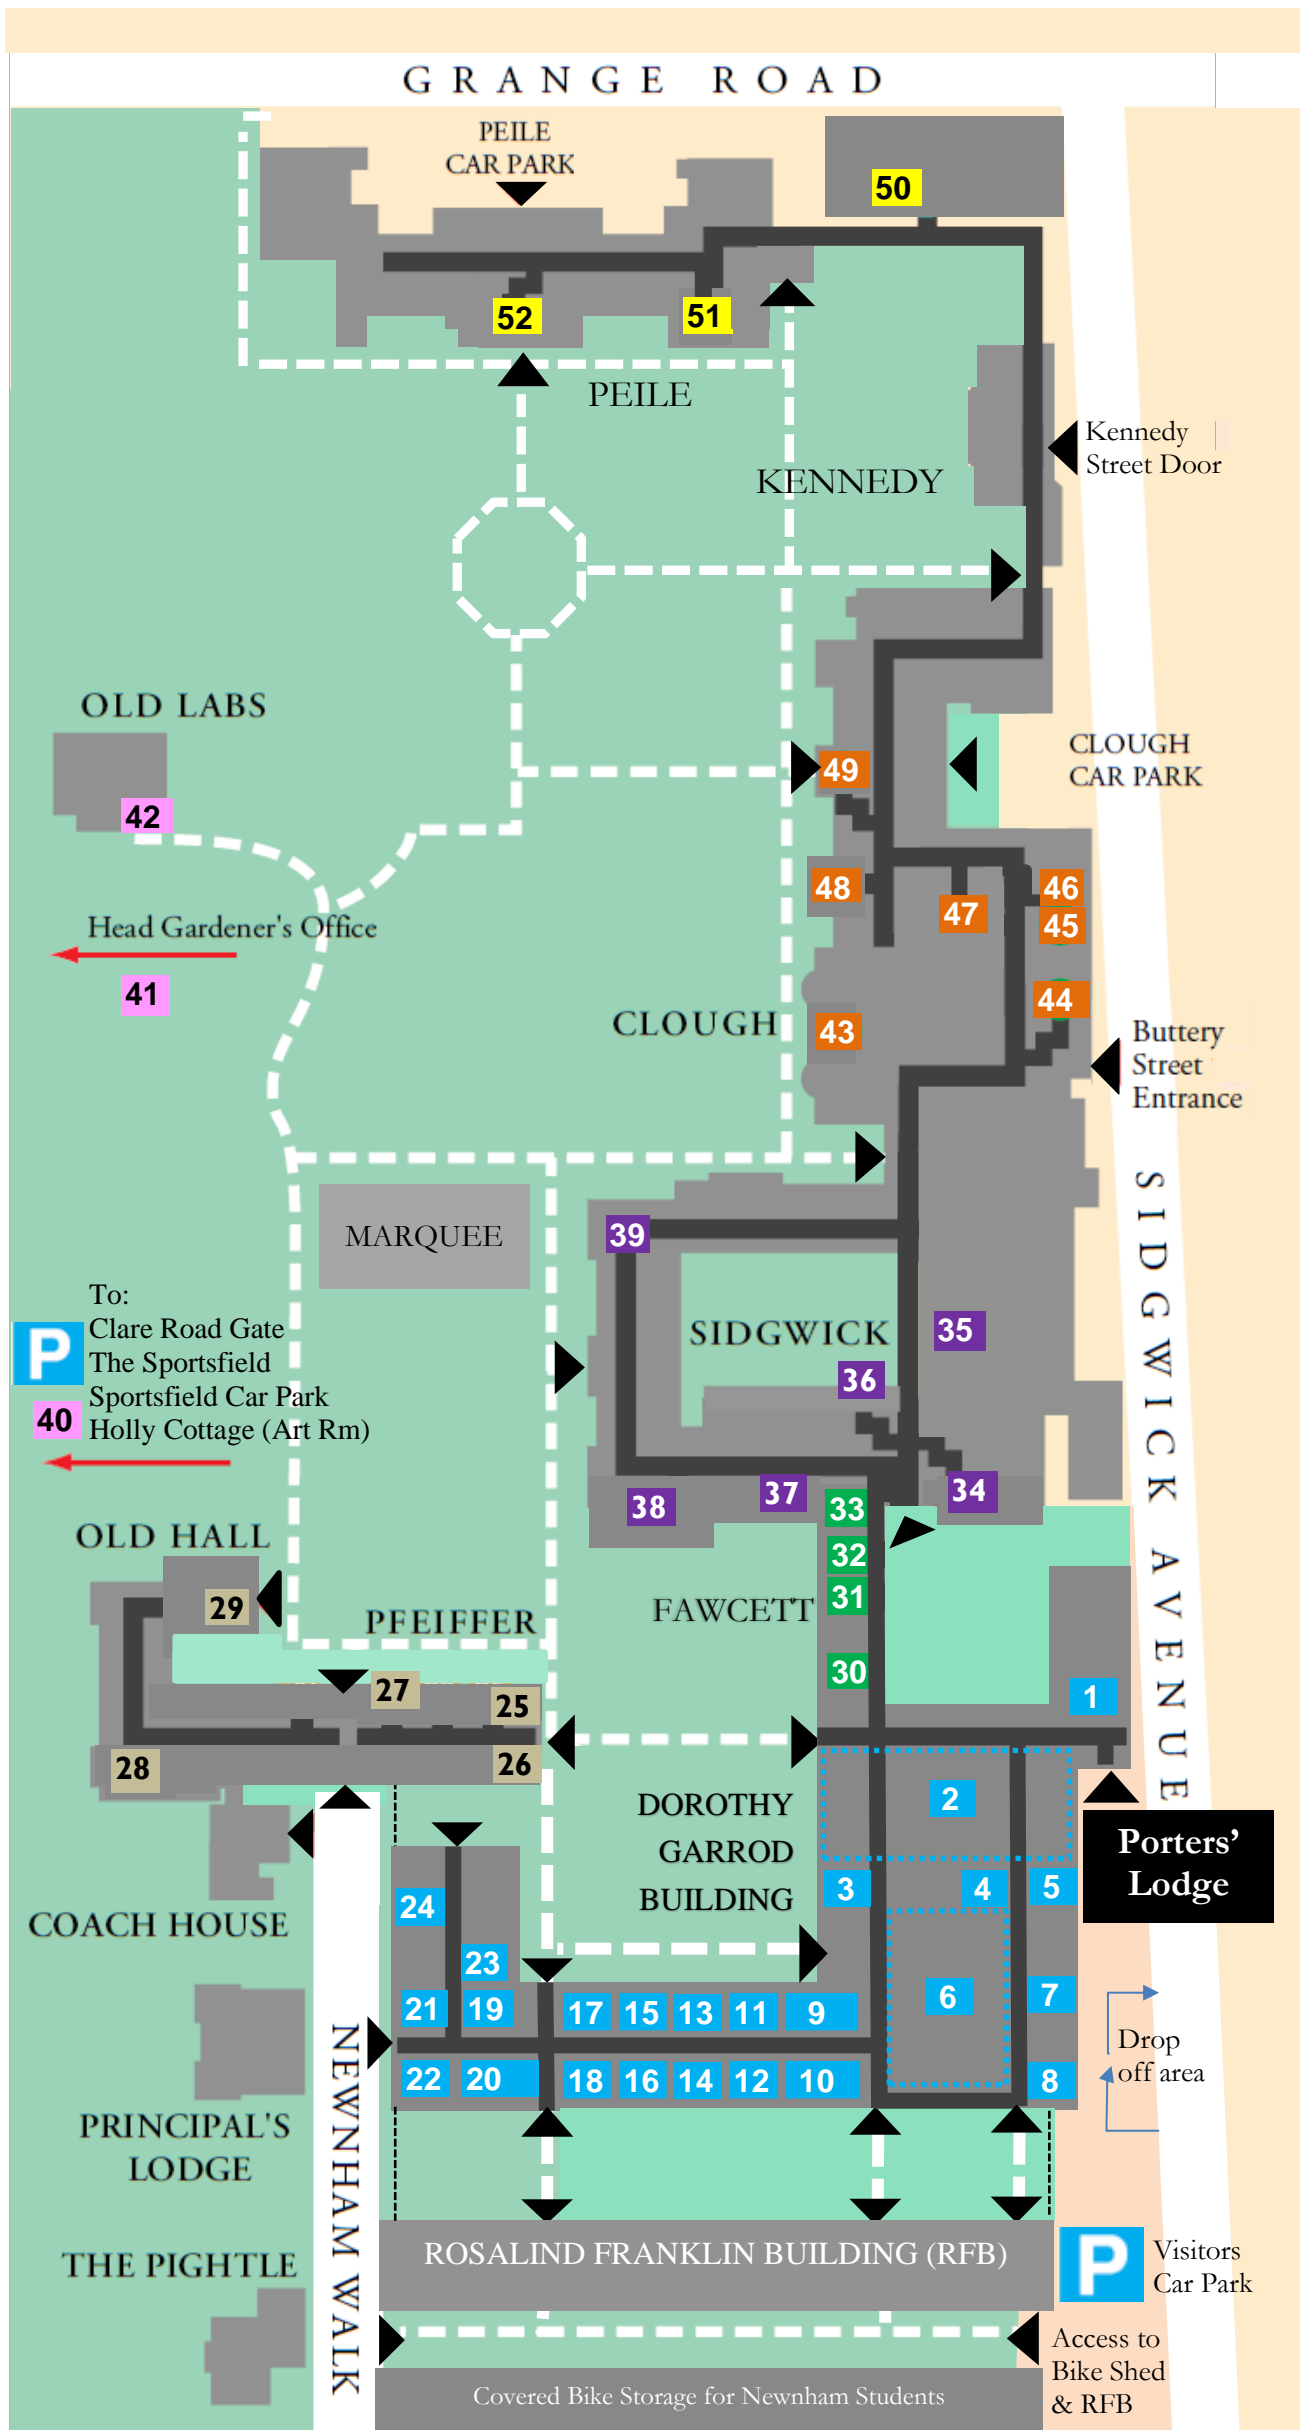 GRANGE ROAD
PEILE
CAR PARK
50
52
51
PEILE
Kennedy
Street Door
KENNEDY
OLD LABS
42
49
CLOUGH
CAR PARK
48
46
47
45
Head Gardener's Office
41
44
CLOUGH
43
Buttery
Street
Entrance
SIDGWICK AVENUE
MARQUEE
39
To:
P
Clare Road Gate
The Sportsfield
Sportsfield Car Park
40
Holly Cottage (Art Rm)
SIDGWICK
35
36
34
37
38
33
OLD HALL
32
31
29
FAWCETT
PFEIFFER
30
27
25
1
26
28
2
DOROTHY
GARROD
BUILDING
Porters'
Lodge
3
4
5
24
COACH HOUSE
23
6
7
21
19
17
15
13
11
9
NEWNHAM WALK
Drop
off area
22
20
18
16
14
12
10
8
PRINCIPAL'S
LODGE
ROSALIND FRANKLIN BUILDING (RFB)
THE PIGHTLE
P
Visitors
Car Park
Access to
Bike Shed
& RFB
Covered Bike Storage for Newnham Students